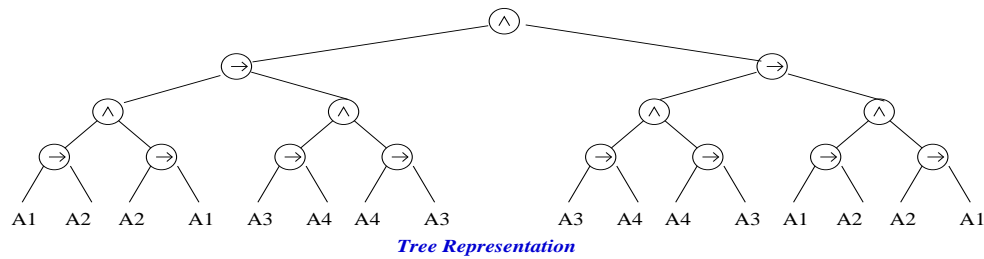 ∧
→ →
∧ ∧ ∧ ∧
→ → → → → → → →
A1 A2 A2 A1 A3 A4 A4 A3 A3 A4 A4 A3 A1 A2 A2 A1
Tree Representation